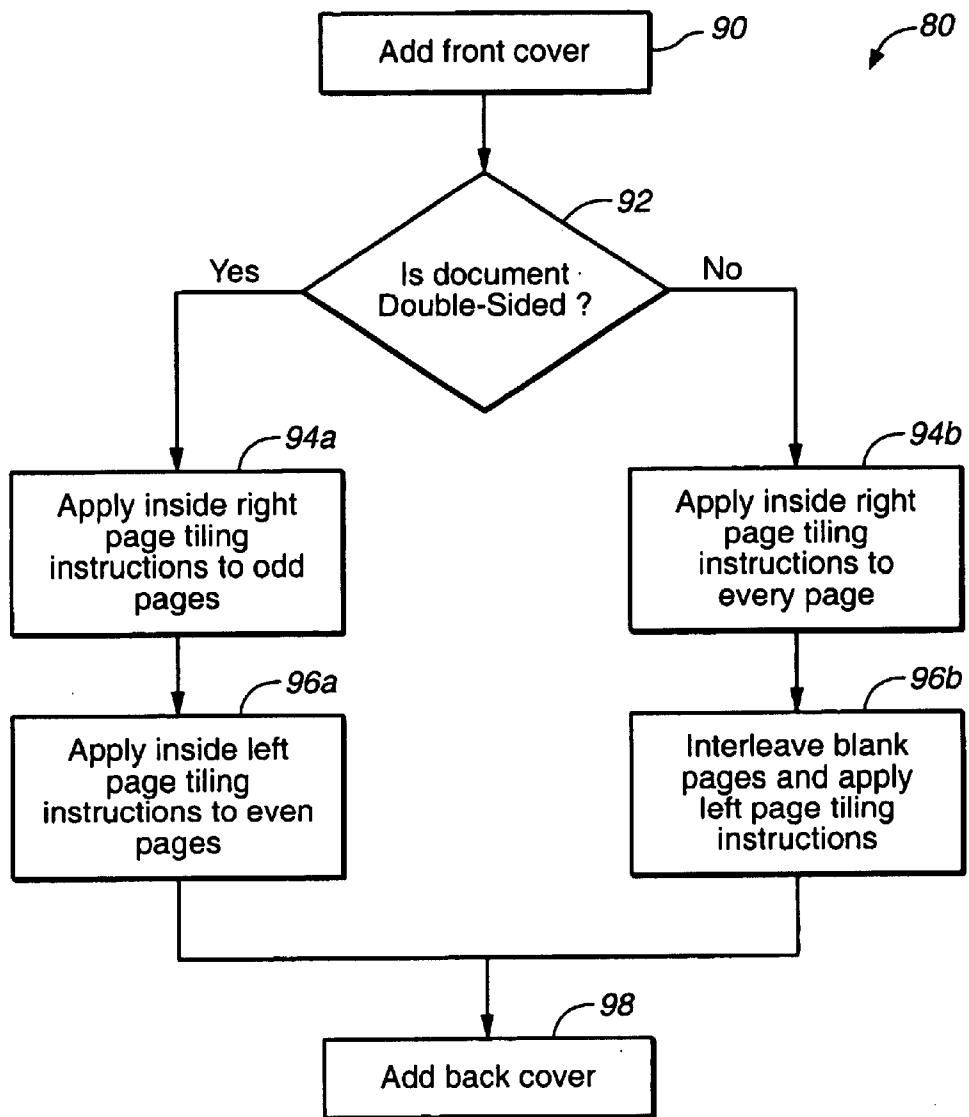 Add front cover
90
80
92
Is document
Double-Sided ?
Yes
No
94a
Apply inside right
page tiling
instructions to odd
pages
94b
Apply inside right
page tiling
instructions to
every page
96a
Apply inside left
page tiling
instructions to even
pages
96b
Interleave blank
pages and apply
left page tiling
instructions
98
Add back cover